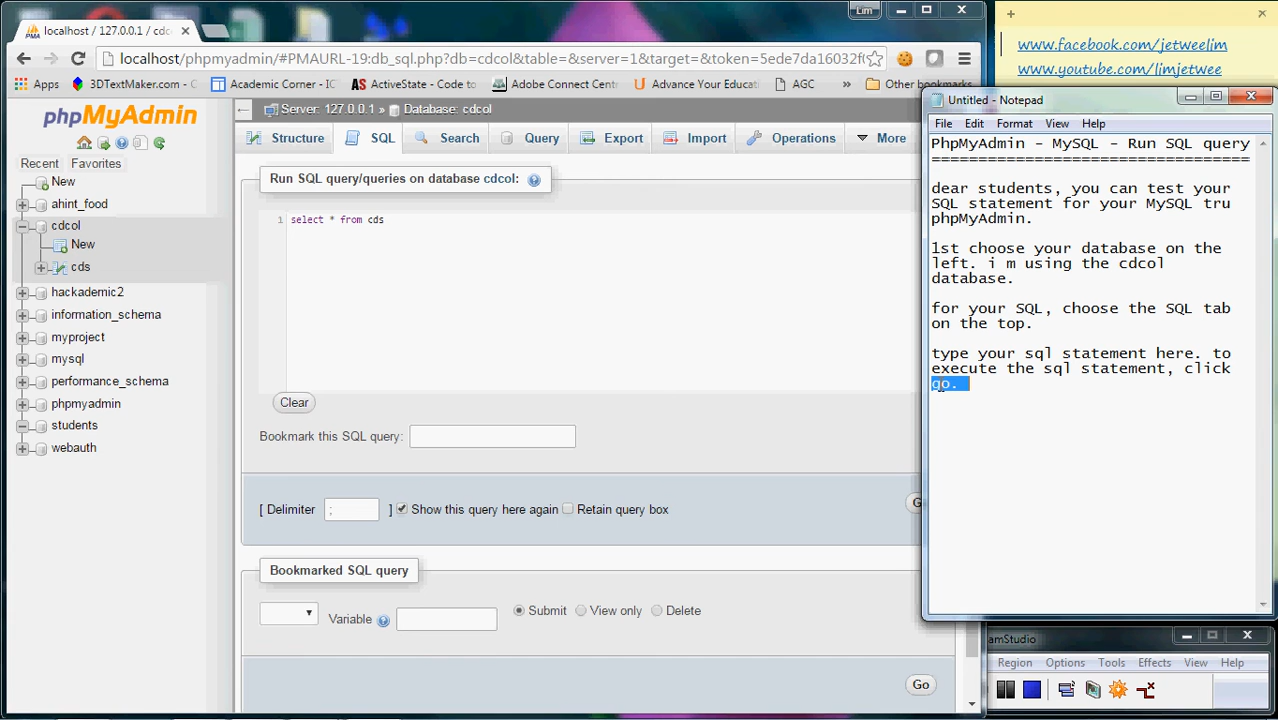 Lim
localhost / 127.0.0.1 / cdc
localhost/phpmyadmin/#PMAURL-19:db_sql.php?db=cdcol&table=&server=1&target=&token=5ede7da16032f
Apps 3DTextMaker.com - Academic Corner - IC ActiveState - Code to Adobe Connect Centr Advance Your Educati AGC » Other bookmarks
phpMyAdmin
Recent Favorites
New
ahint_food
cdcol
New
cds
hackademic2
information_schema
myproject
mysql
performance_schema
phpmyadmin
students
webauth
Server: 127.0.0.1 » Database: cdcol
Structure SQL Search Query Export Import Operations More
Run SQL query/queries on database cdcol:
1 select * from cds
Clear
Bookmark this SQL query:
[ Delimiter ; ] Show this query here again Retain query box
G
Bookmarked SQL query
Variable Submit View only Delete
Go
www.facebook.com/jetweelim
www.youtube.com/limjetwee
Untitled - Notepad
File Edit Format View Help
PhpMyAdmin - MySQL - Run SQL query
==================================
dear students, you can test your
SQL statement for your MySQL tru
phpMyAdmin.
1st choose your database on the
left. i m using the cdcol
database.
for your SQL, choose the SQL tab
on the top.
type your sql statement here. to
execute the sql statement, click
go.
amStudio
Region Options Tools Effects View Help